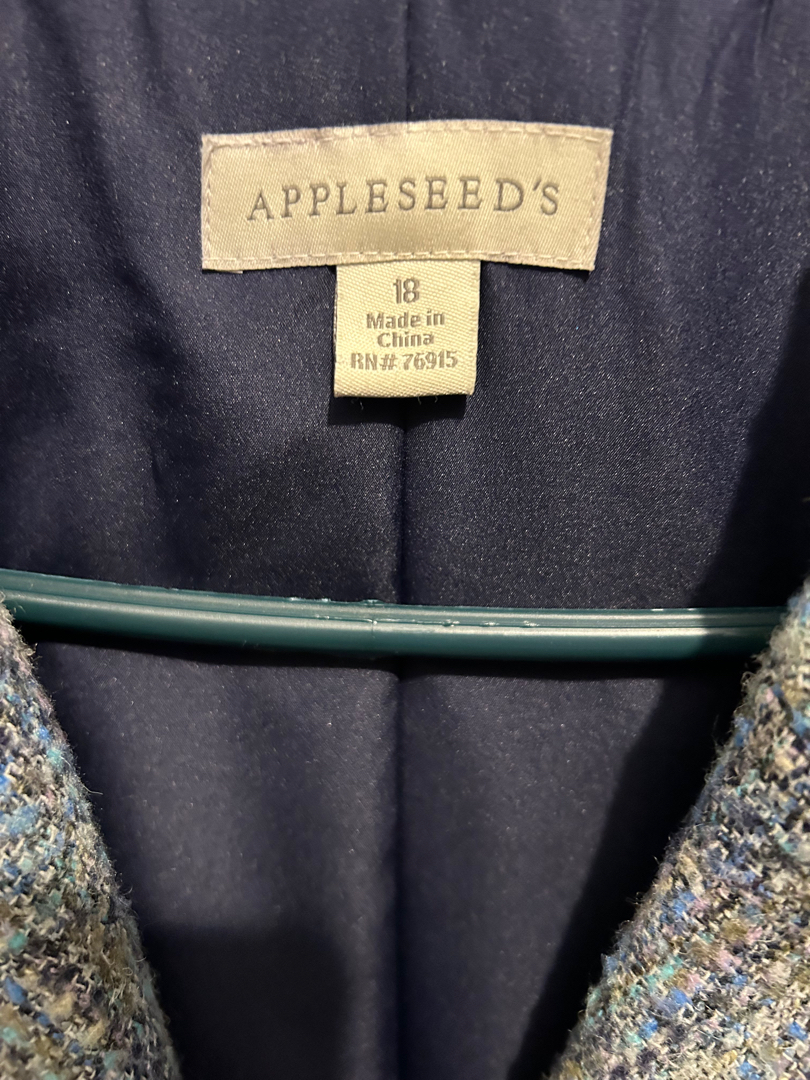 APPLESEED'S
18
Made in
China
RN# 76915